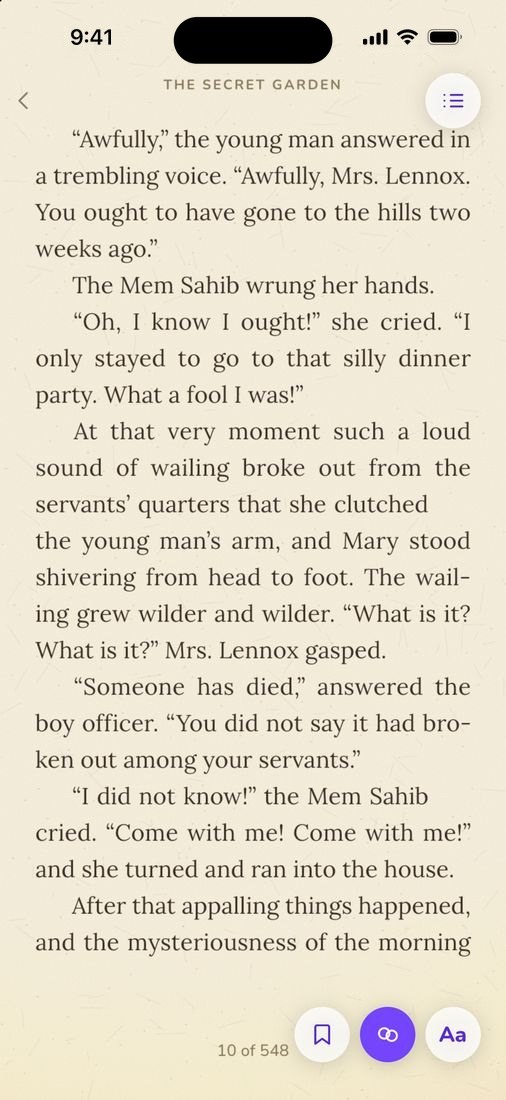 9:41
THE SECRET GARDEN
“Awfully,” the young man answered in
a trembling voice. “Awfully, Mrs. Lennox.
You ought to have gone to the hills two
weeks ago.”
The Mem Sahib wrung her hands.
“Oh, I know I ought!” she cried. “I
only stayed to go to that silly dinner
party. What a fool I was!”
At that very moment such a loud
sound of wailing broke out from the
servants’ quarters that she clutched
the young man’s arm, and Mary stood
shivering from head to foot. The wail-
ing grew wilder and wilder. “What is it?
What is it?” Mrs. Lennox gasped.
“Someone has died,” answered the
boy officer. “You did not say it had bro-
ken out among your servants.”
“I did not know!” the Mem Sahib
cried. “Come with me! Come with me!”
and she turned and ran into the house.
After that appalling things happened,
and the mysteriousness of the morning
10 of 548
Aa